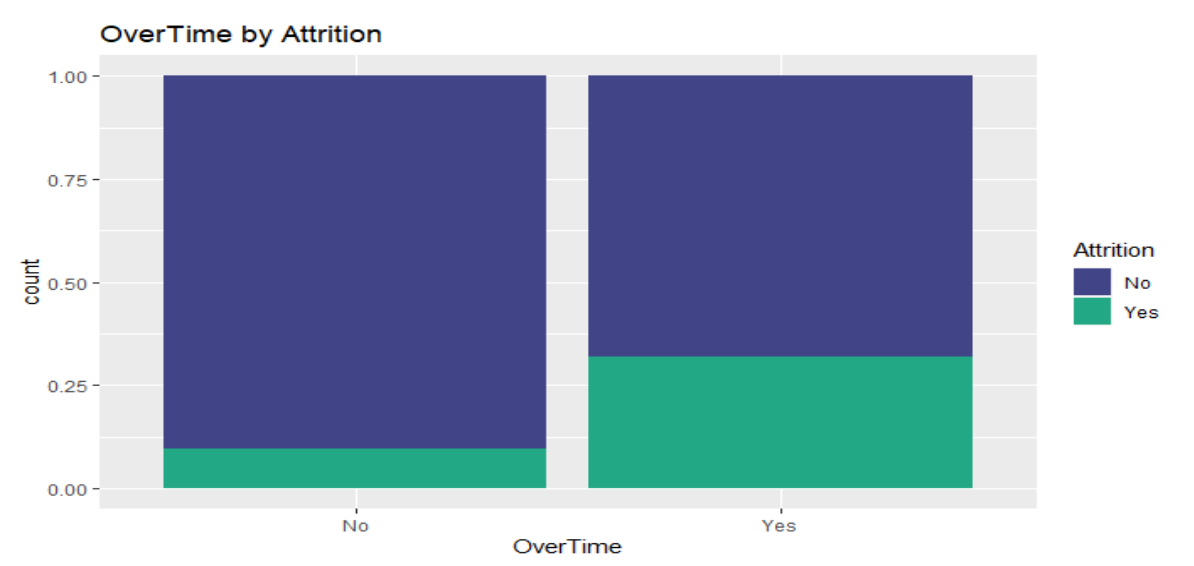 OverTime by Attrition
1.00
0.75
0.50
0.25
0.00
count
No
Yes
OverTime
Attrition
No
Yes